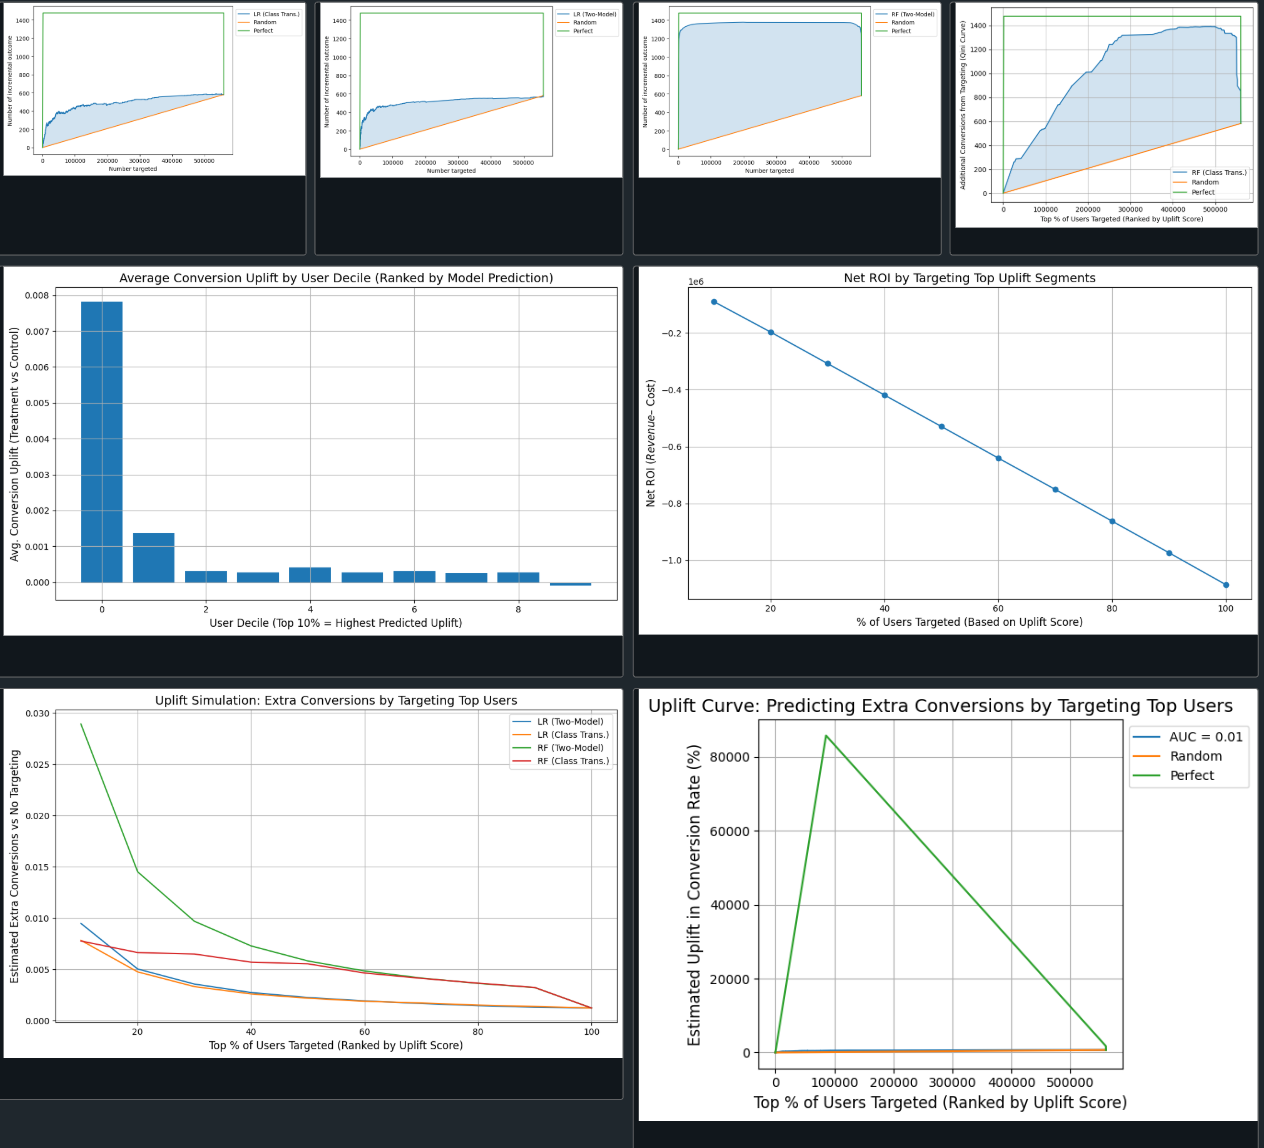 Number of incremental outcome
1400
1200
1000
800
600
400
200
0
0
100000
200000
300000
400000
500000
Number targeted
LR (Class Trans.)
Random
Perfect
Number of incremental outcome
1400
1200
1000
800
600
400
200
0
0
100000
200000
300000
400000
500000
Number targeted
LR (Two-Model)
Random
Perfect
Number of incremental outcome
1400
1200
1000
800
600
400
200
0
0
100000
200000
300000
400000
500000
Number targeted
RF (Two-Model)
Random
Perfect
Additional Conversions from Targeting (Qini Curve)
1400
1200
1000
800
600
400
200
0
0
100000
200000
300000
400000
500000
Top % of Users Targeted (Ranked by Uplift Score)
RF (Class Trans.)
Random
Perfect
Average Conversion Uplift by User Decile (Ranked by Model Prediction)
Avg. Conversion Uplift (Treatment vs Control)
0.008
0.007
0.006
0.005
0.004
0.003
0.002
0.001
0.000
0
2
4
6
8
User Decile (Top 10% = Highest Predicted Uplift)
Net ROI by Targeting Top Uplift Segments
1e6
Net ROI (Revenue– Cost)
−0.2
−0.4
−0.6
−0.8
−1.0
20
40
60
80
100
% of Users Targeted (Based on Uplift Score)
Uplift Simulation: Extra Conversions by Targeting Top Users
Estimated Extra Conversions vs No Targeting
0.030
0.025
0.020
0.015
0.010
0.005
0.000
20
40
60
80
100
Top % of Users Targeted (Ranked by Uplift Score)
LR (Two-Model)
LR (Class Trans.)
RF (Two-Model)
RF (Class Trans.)
Uplift Curve: Predicting Extra Conversions by Targeting Top Users
Estimated Uplift in Conversion Rate (%)
80000
60000
40000
20000
0
0
100000
200000
300000
400000
500000
Top % of Users Targeted (Ranked by Uplift Score)
AUC = 0.01
Random
Perfect